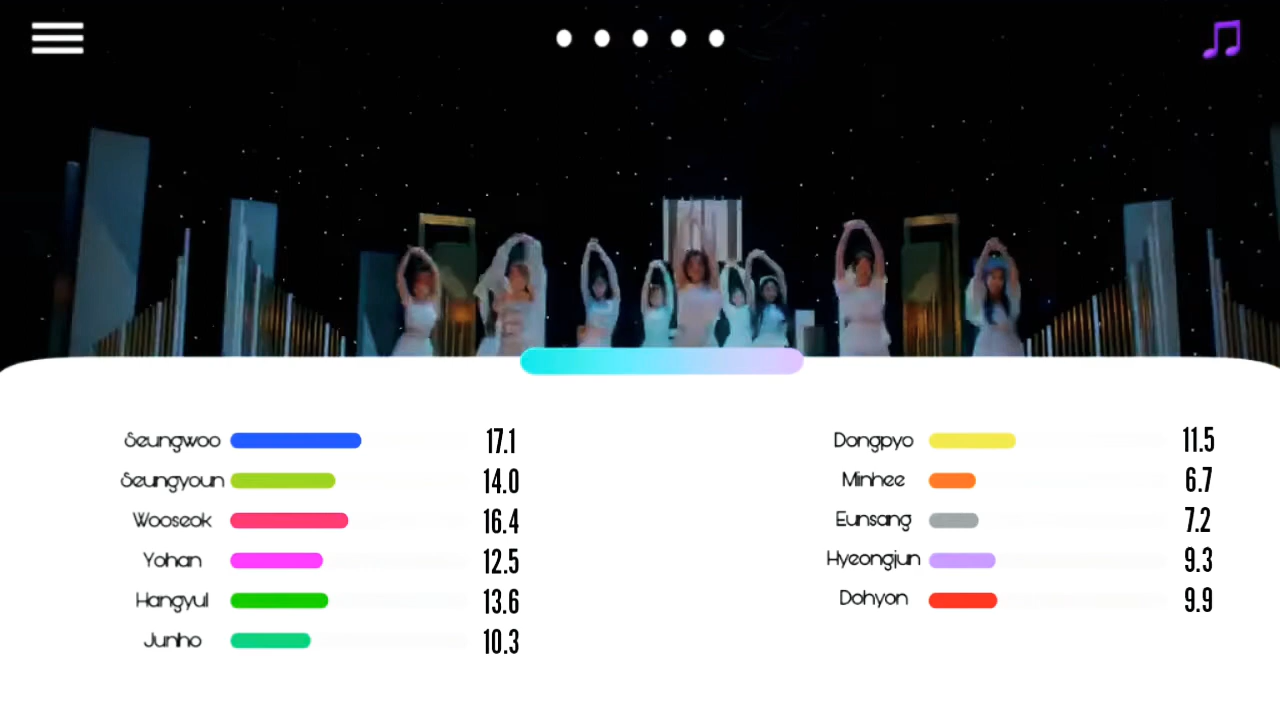 Seungwoo 17.1
Seungyoun 14.0
Wooseok 16.4
Yohan 12.5
Hangyul 13.6
Junho 10.3
Dongpyo 11.5
Minhee 6.7
Eunsang 7.2
Hyeongjun 9.3
Dohyon 9.9